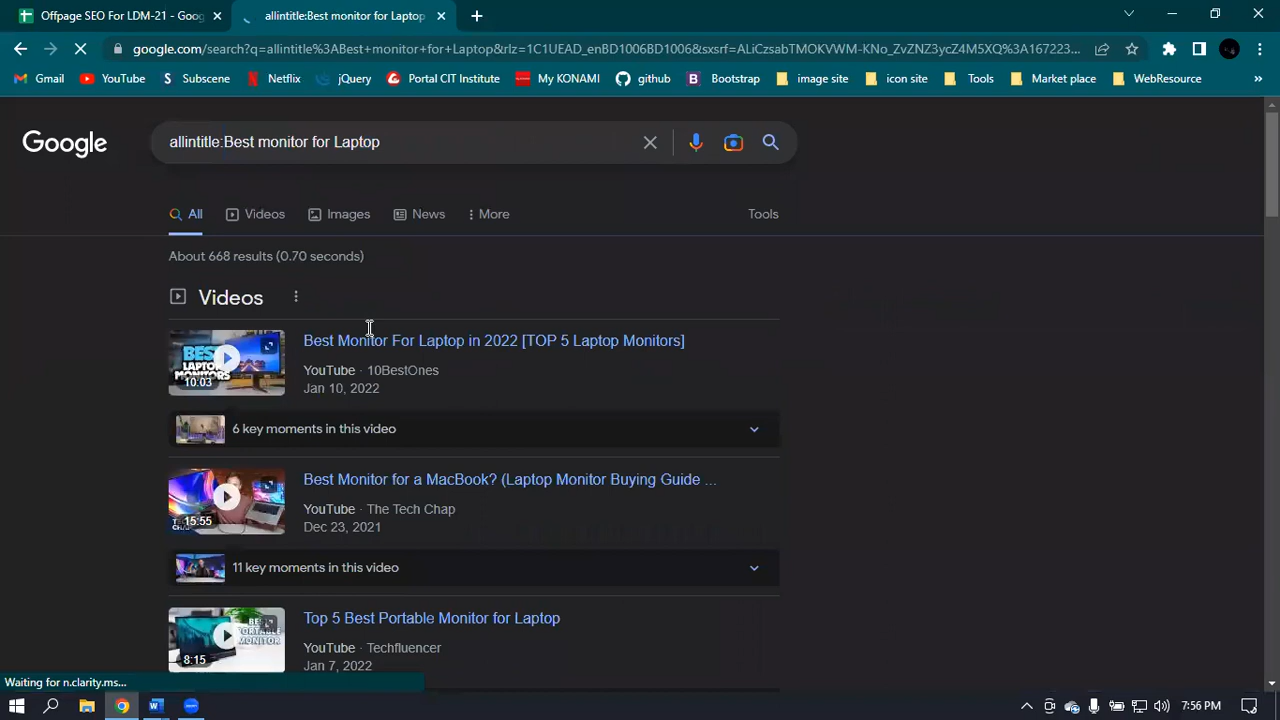 Offpage SEO For LDM-21 - Goog
allintitle:Best monitor for Laptop
google.com/search?q=allintitle%3ABest+monitor+for+Laptop&rlz=1C1UEAD_enBD1006BD1006&sxsrf=ALiCzsabTMOKVWM-KNo_ZvZNZ3ycZ4M5XQ%3A167223...
Gmail YouTube Subscene Netflix jQuery Portal CIT Institute My KONAMI github Bootstrap image site icon site Tools Market place WebResource »
Google
allintitle:Best monitor for Laptop
All Videos Images News More Tools
About 668 results (0.70 seconds)
Videos
Best Monitor For Laptop in 2022 [TOP 5 Laptop Monitors]
YouTube · 10BestOnes
Jan 10, 2022
BEST
LAPTOP
MONITORS
10:03
6 key moments in this video
Best Monitor for a MacBook? (Laptop Monitor Buying Guide ...
YouTube · The Tech Chap
Dec 23, 2021
15:55
11 key moments in this video
Top 5 Best Portable Monitor for Laptop
YouTube · Techfluencer
Jan 7, 2022
BEST
PORTABLE
MONITOR
8:15
Waiting for n.clarity.ms...
7:56 PM